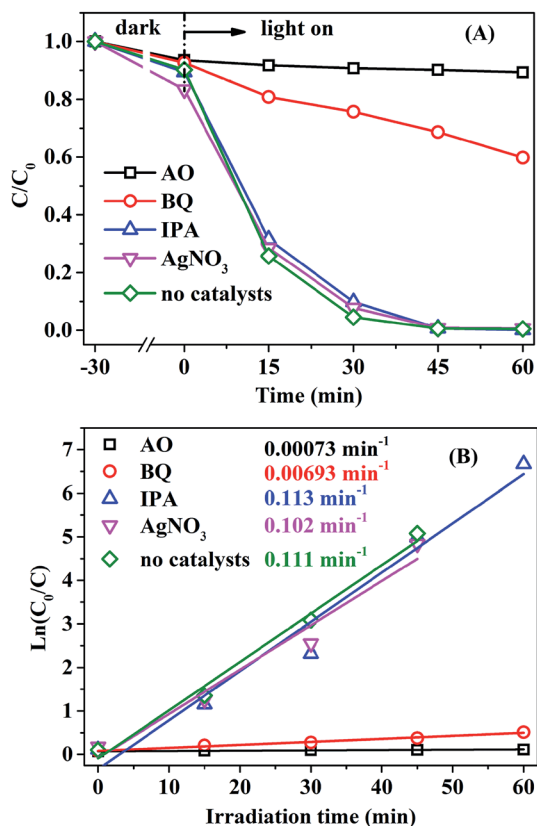 dark
light on
(A)
1.0
0.8
0.6
0.4
0.2
0.0
C/C₀
AO
BQ
IPA
AgNO₃
no catalysts
-30
0
15
30
45
60
Time (min)
(B)
AO 0.00073 min⁻¹
BQ 0.00693 min⁻¹
IPA 0.113 min⁻¹
AgNO₃ 0.102 min⁻¹
no catalysts 0.111 min⁻¹
7
6
5
4
3
2
1
0
Ln(C₀/C)
0
10
20
30
40
50
60
Irradiation time (min)